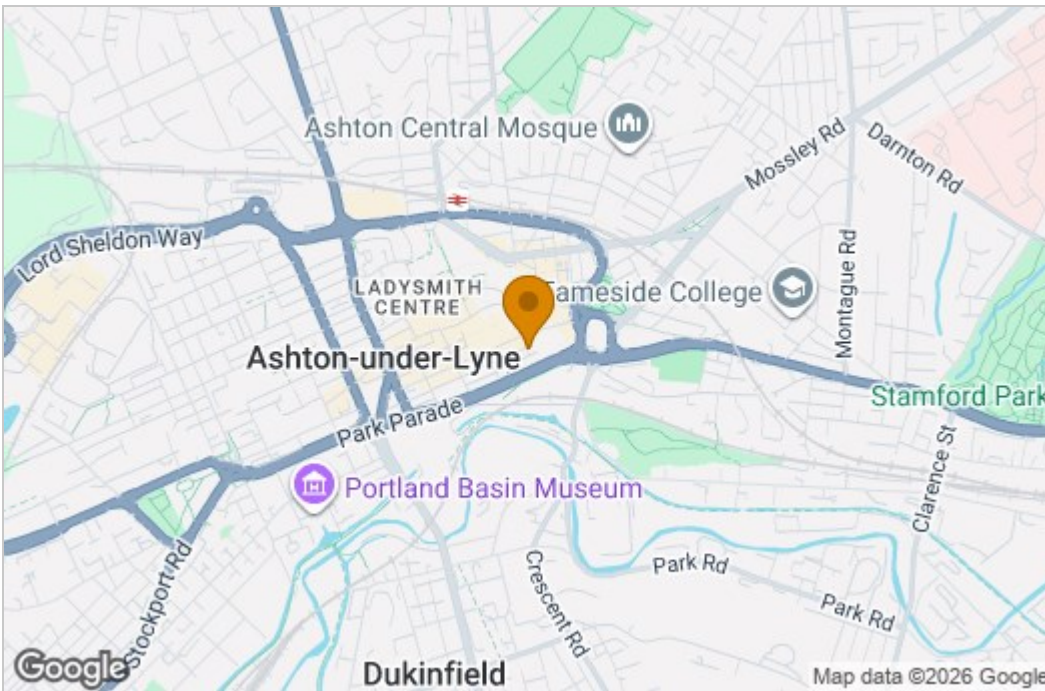 Ashton Central Mosque
Mossley Rd
Darnton Rd
Lord Sheldon Way
Montague Rd
LADYSMITH
CENTRE
Tameside College
Ashton-under-Lyne
Stamford Park
Park Parade
Clarence St
Portland Basin Museum
Stockport Rd
Crescent Rd
Park Rd
Park Rd
Dukinfield
Google
Map data ©2026 Google